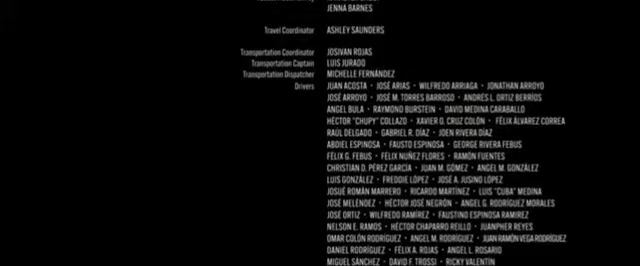 JENNA BARNES
Travel Coordinator ASHLEY SAUNDERS
Transportation Coordinator JOSIVAN ROJAS
Transportation Captain LUIS JURADO
Transportation Dispatcher MICHELLE FERNÁNDEZ
Drivers JUAN ACOSTA • JOSÉ ARIAS • WILFREDO ARRIAGA • JONATHAN ARROYO
JOSÉ ARROYO • JOSÉ M. TORRES BARROSO • ANDRÉS L. ORTIZ BERRÍOS
ANGEL BULA • RAYMOND BURSTEIN • DAVID MEDINA CARABALLO
HÉCTOR "CHUPY" COLLAZO • XAVIER O. CRUZ COLÓN • FÉLIX ÁLVAREZ CORREA
RAÚL DELGADO • GABRIEL R. DÍAZ • JOEN RIVERA DÍAZ
ABDIEL ESPINOSA • FAUSTO ESPINOSA • GEORGE RIVERA FEBUS
FÉLIX G. FEBUS • FÉLIX NUÑEZ FLORES • RAMÓN FUENTES
CHRISTIAN D. PÉREZ GARCÍA • JUAN M. GÓMEZ • ANGEL M. GONZÁLEZ
LUIS GONZÁLEZ • FREDDIE LÓPEZ • JOSÉ A. JUSINO LÓPEZ
JOSUÉ ROMÁN MARRERO • RICARDO MARTÍNEZ • LUIS "CUBA" MEDINA
JOSÉ MELÉNDEZ • HÉCTOR JOSÉ NEGRÓN • ANGEL G. RODRÍGUEZ MORALES
JOSÉ ORTIZ • WILFREDO RAMÍREZ • FAUSTINO ESPINOSA RAMIREZ
NELSON E. RAMOS • HÉCTOR CHAPARRO REILLO • JUANPHER REYES
OMAR COLÓN RODRÍGUEZ • ANGEL M. RODRÍGUEZ • JUAN RAMÓN VEGA RODRÍGUEZ
DANIEL RODRÍGUEZ • FÉLIX A. ROJAS • ANGEL L. ROSARIO
MIGUEL SÁNCHEZ • DAVID F. TROSSI • RICKY VALENTÍN